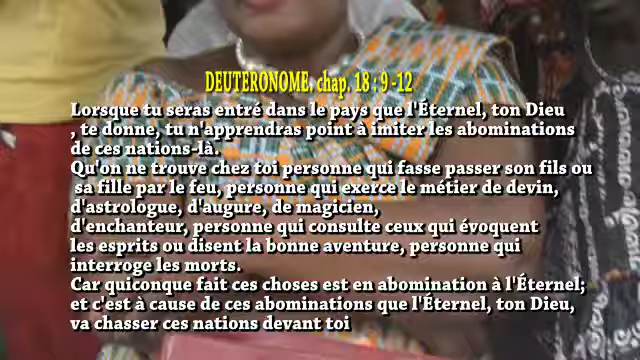 DEUTERONOME, chap. 18 : 9 -12
Lorsque tu seras entré dans le pays que l'Éternel, ton Dieu
, te donne, tu n'apprendras point à imiter les abominations
de ces nations-là.
Qu'on ne trouve chez toi personne qui fasse passer son fils ou
sa fille par le feu, personne qui exerce le métier de devin,
d'astrologue, d'augure, de magicien,
d'enchanteur, personne qui consulte ceux qui évoquent
les esprits ou disent la bonne aventure, personne qui
interroge les morts.
Car quiconque fait ces choses est en abomination à l'Éternel;
et c'est à cause de ces abominations que l'Éternel, ton Dieu,
va chasser ces nations devant toi